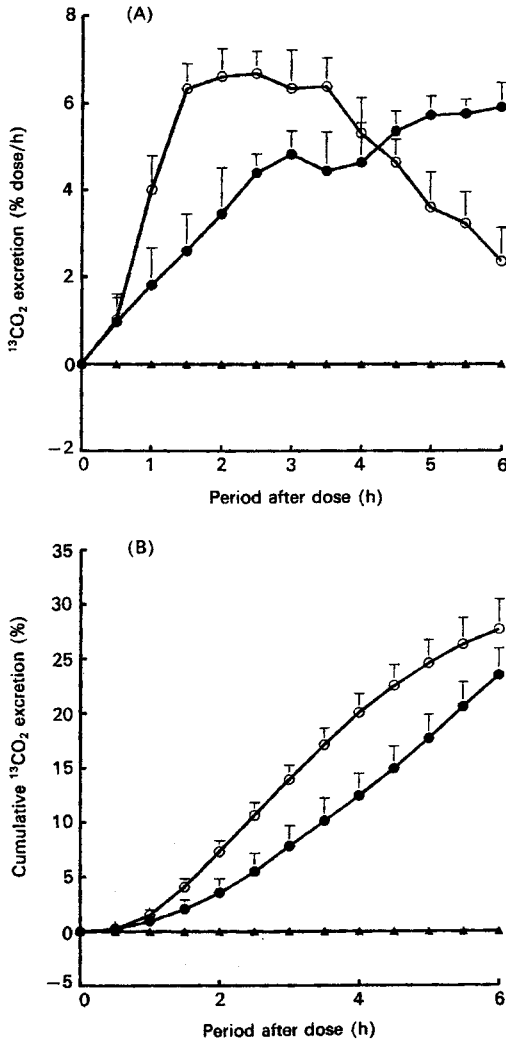 (A)
8
6
4
2
0
−2
¹³CO₂ excretion (% dose/h)
0 1 2 3 4 5 6
Period after dose (h)
(B)
35
30
25
20
15
10
5
0
−5
Cumulative ¹³CO₂ excretion (%)
0 2 4 6
Period after dose (h)